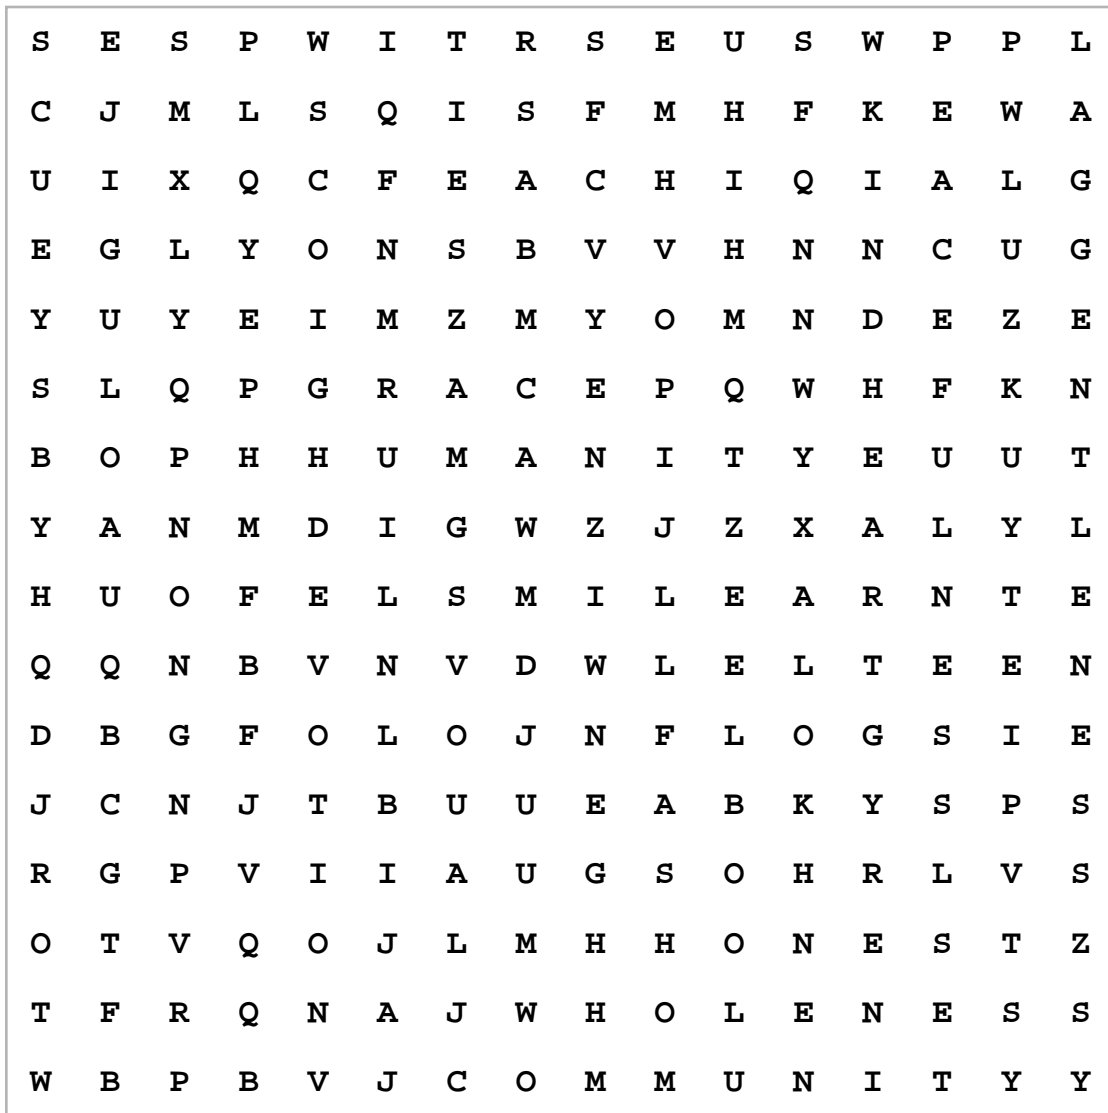 S E S P W I T R S E U S W P P L
C J M L S Q I S F M H F K E W A
U I X Q C F E A C H I Q I A L G
E G L Y O N S B V V H N N C U G
Y U Y E I M Z M Y O M N D E Z E
S L Q P G R A C E P Q W H F K N
B O P H H U M A N I T Y E U U T
Y A N M D I G W Z J Z X A L Y L
H U O F E L S M I L E A R N T E
Q Q N B V N V D W L E L T E E N
D B G F O L O J N F L O G S I E
J C N J T B U U E A B K Y S P S
R G P V I I A U G S O H R L V S
O T V Q O J L M H H O N E S T Z
T F R Q N A J W H O L E N E S S
W B P B V J C O M M U N I T Y Y